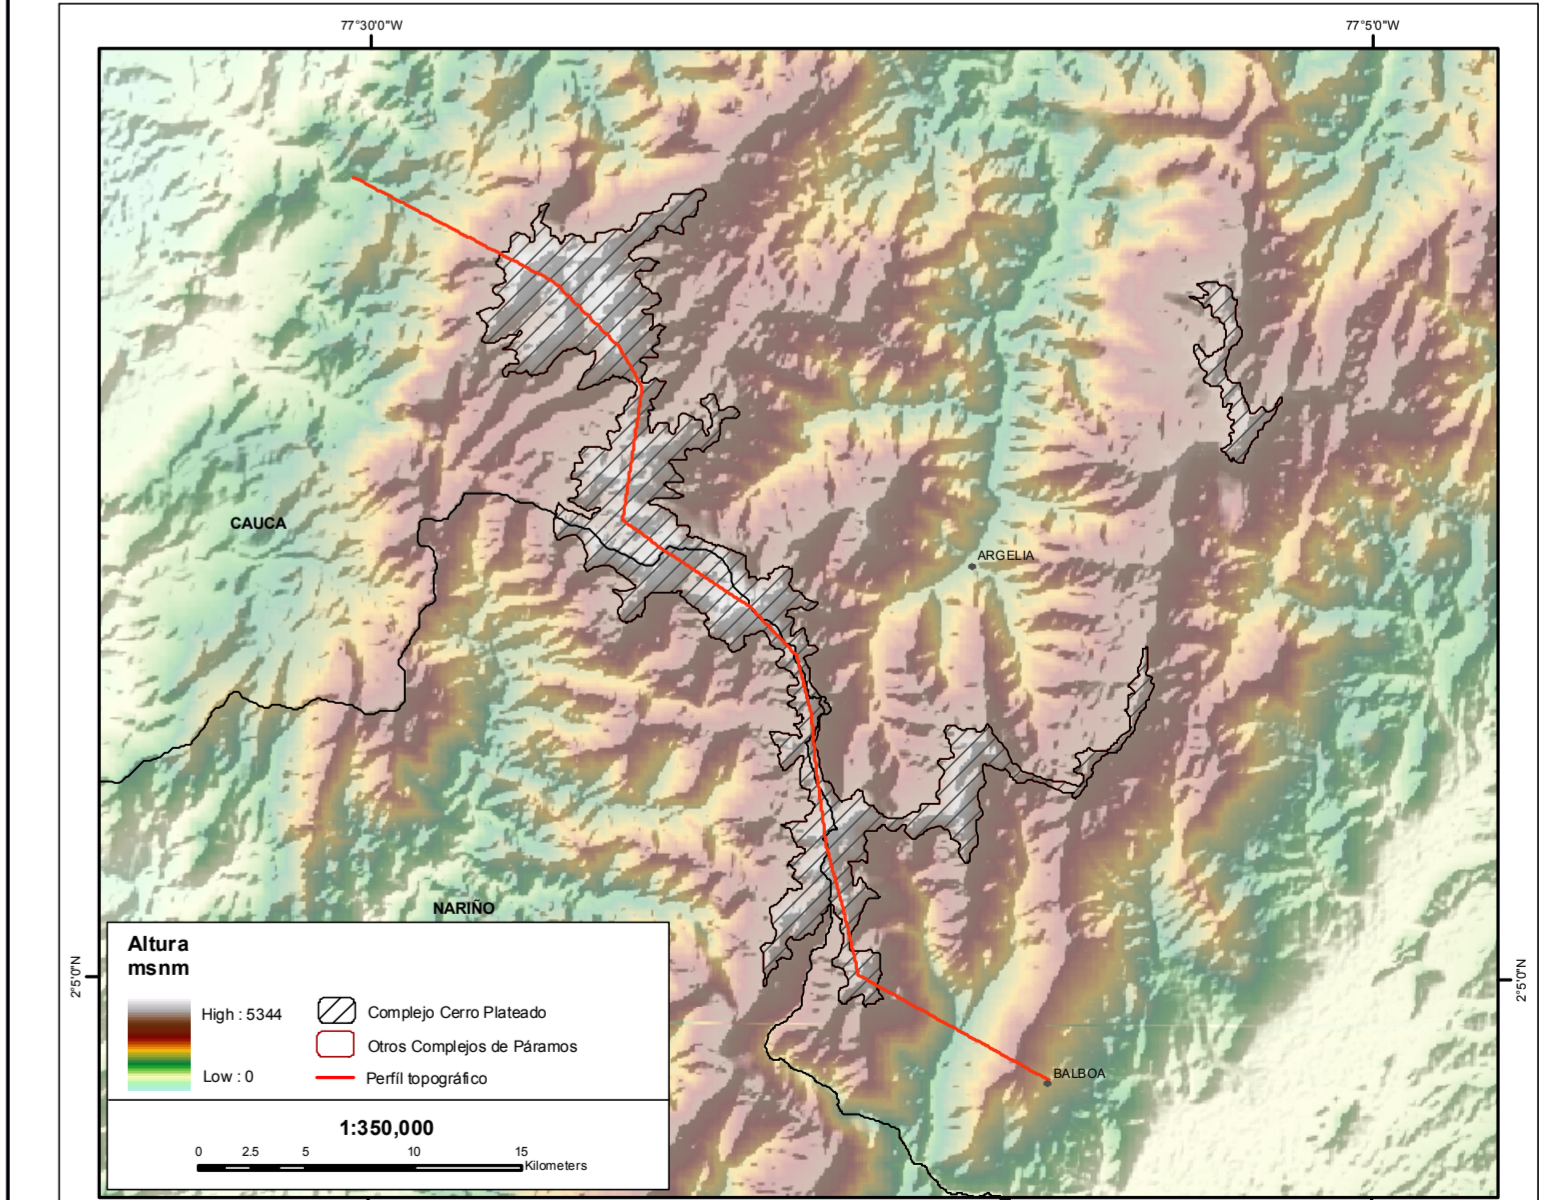 77°30'0"W
77°5'0"W
CAUCA
ARGELIA
NARIÑO
2°5'0"N
2°5'0"N
BALBOA
Altura
msnm
High : 5344
Low : 0
Complejo Cerro Plateado
Otros Complejos de Páramos
Perfíl topográfico
1:350,000
0 2.5 5 10 15
Kilometers